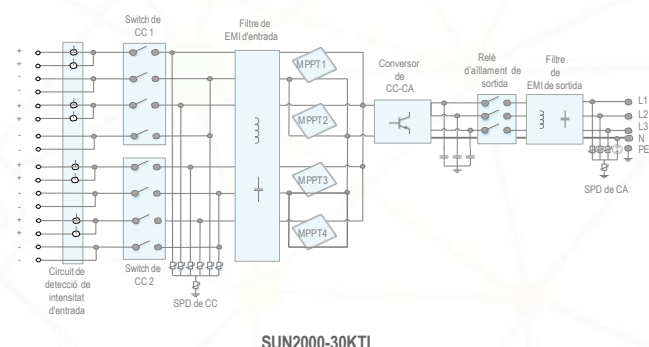 Switch de
CC 1
Filtre de
EMI d'entrada
MPPT1
MPPT2
MPPT3
MPPT4
Conversor
de
CC-CA
Relé
d'aïllament de
sortida
Filtre
de
EMI de sortida
L1
L2
L3
N
PE
SPD de CA
+
+
-
-
+
+
-
-
+
+
-
-
+
+
-
-
Circuit de
detecció de
intensitat
d'entrada
Switch de
CC 2
SPD de CC
SUN2000-30KTL